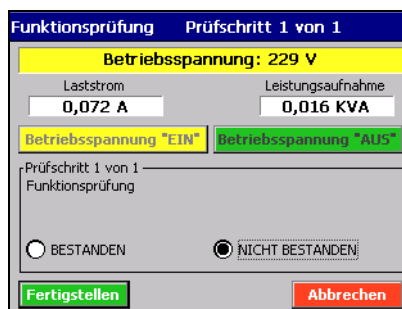 Funktionsprüfung Prüfschritt 1 von 1
Betriebsspannung: 229 V
Laststrom Leistungsaufnahme
0,072 A 0,016 KVA
Betriebsspannung "EIN" Betriebsspannung "AUS"
Prüfschritt 1 von 1
Funktionsprüfung
BESTANDEN NICHT BESTANDEN
Fertigstellen Abbrechen